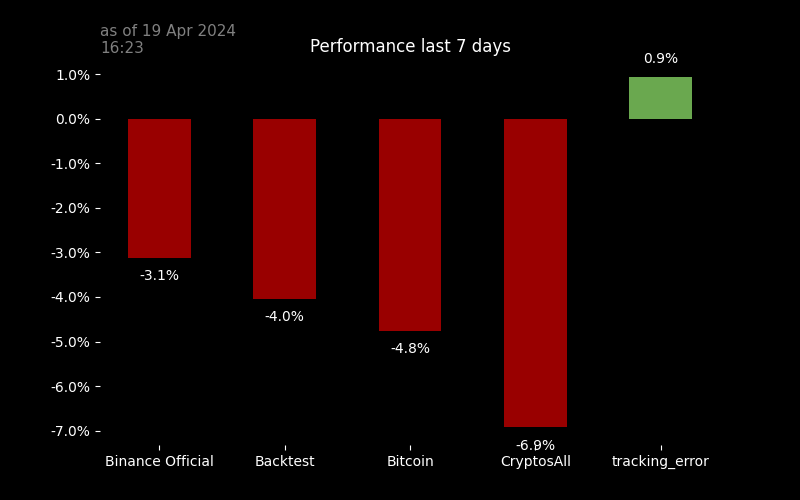 as of 19 Apr 2024
16:23
Performance last 7 days
0.9%
1.0%
0.0%
-1.0%
-2.0%
-3.0%
-4.0%
-5.0%
-6.0%
-7.0%
-3.1%
-4.0%
-4.8%
-6.9%
Binance Official
Backtest
Bitcoin
CryptosAll
tracking_error